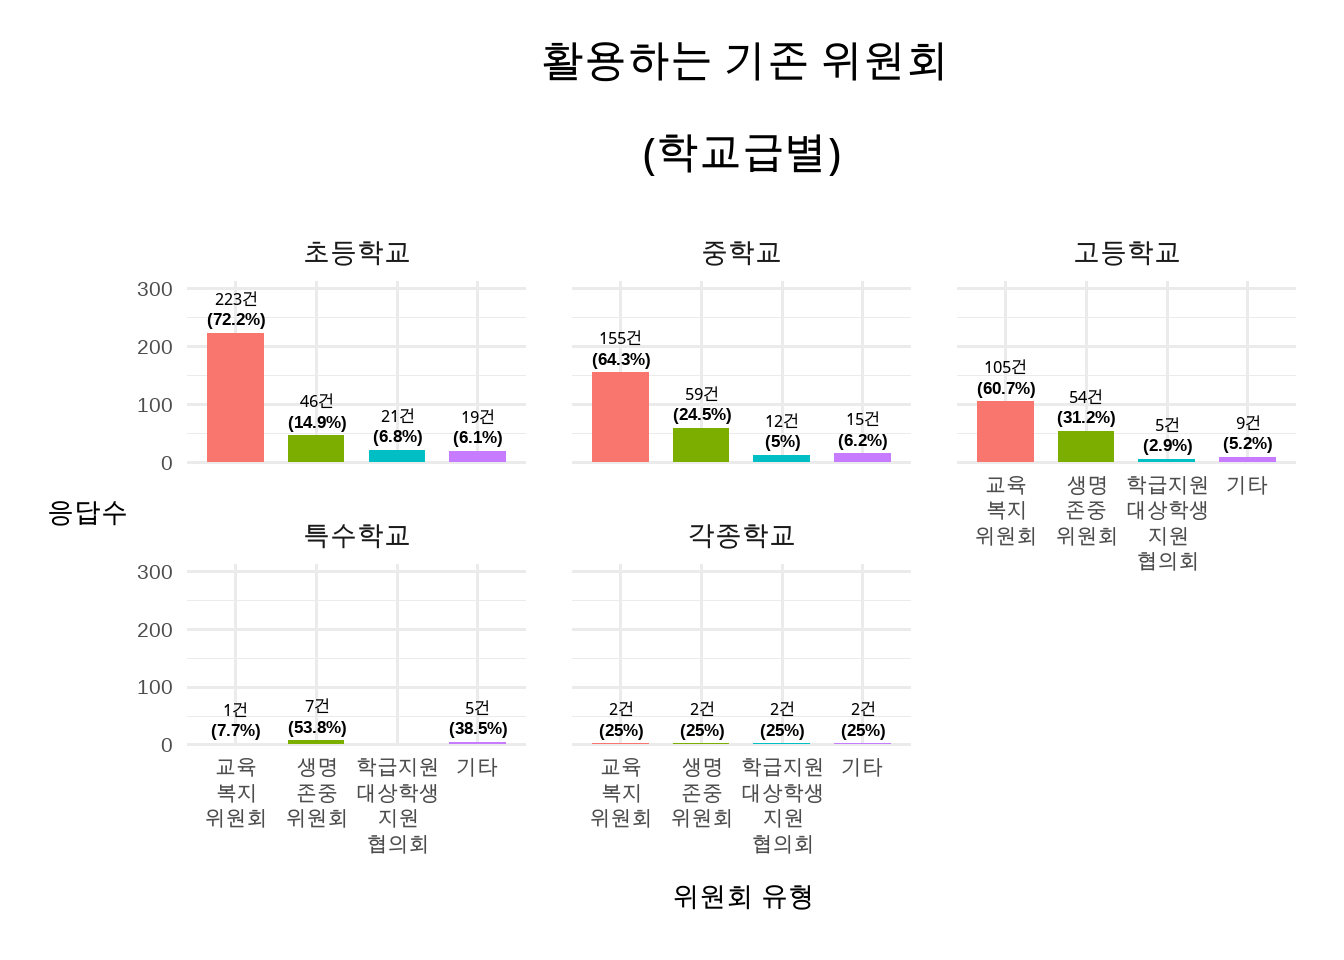 활용하는 기존 위원회
(학교급별)
초등학교
중학교
고등학교
300
200
100
0
223건
(72.2%)
46건
(14.9%)
21건
(6.8%)
19건
(6.1%)
155건
(64.3%)
59건
(24.5%)
12건
(5%)
15건
(6.2%)
105건
(60.7%)
54건
(31.2%)
5건
(2.9%)
9건
(5.2%)
교육
복지
위원회
생명
존중
위원회
학급지원
대상학생
지원
협의회
기타
응답수
특수학교
각종학교
300
200
100
0
1건
(7.7%)
7건
(53.8%)
5건
(38.5%)
2건
(25%)
2건
(25%)
2건
(25%)
2건
(25%)
교육
복지
위원회
생명
존중
위원회
학급지원
대상학생
지원
협의회
기타
교육
복지
위원회
생명
존중
위원회
학급지원
대상학생
지원
협의회
기타
위원회 유형